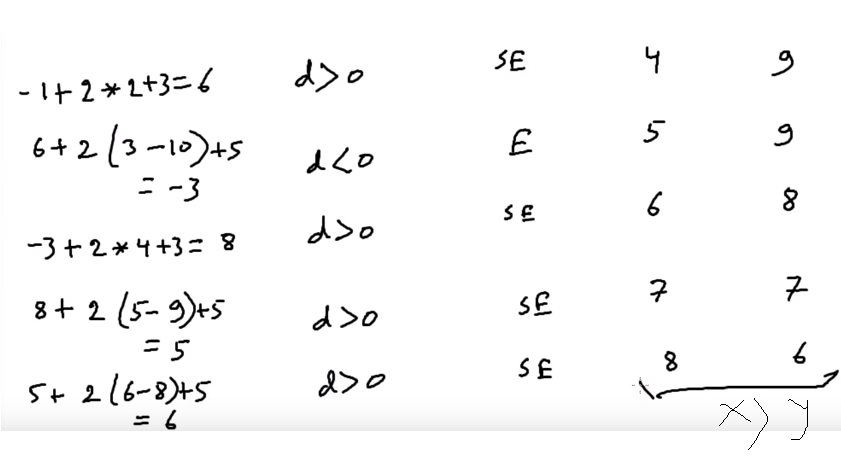 -1+2*2+3=6 d>0 SE 4 9
6+2(3-10)+5 d<0 E 5 9
=-3
-3+2*4+3=8 d>0 SE 6 8
8+2(5-9)+5 d>0 SE 7 7
=5
5+2(6-8)+5 d>0 SE 8 6
=6
x>y